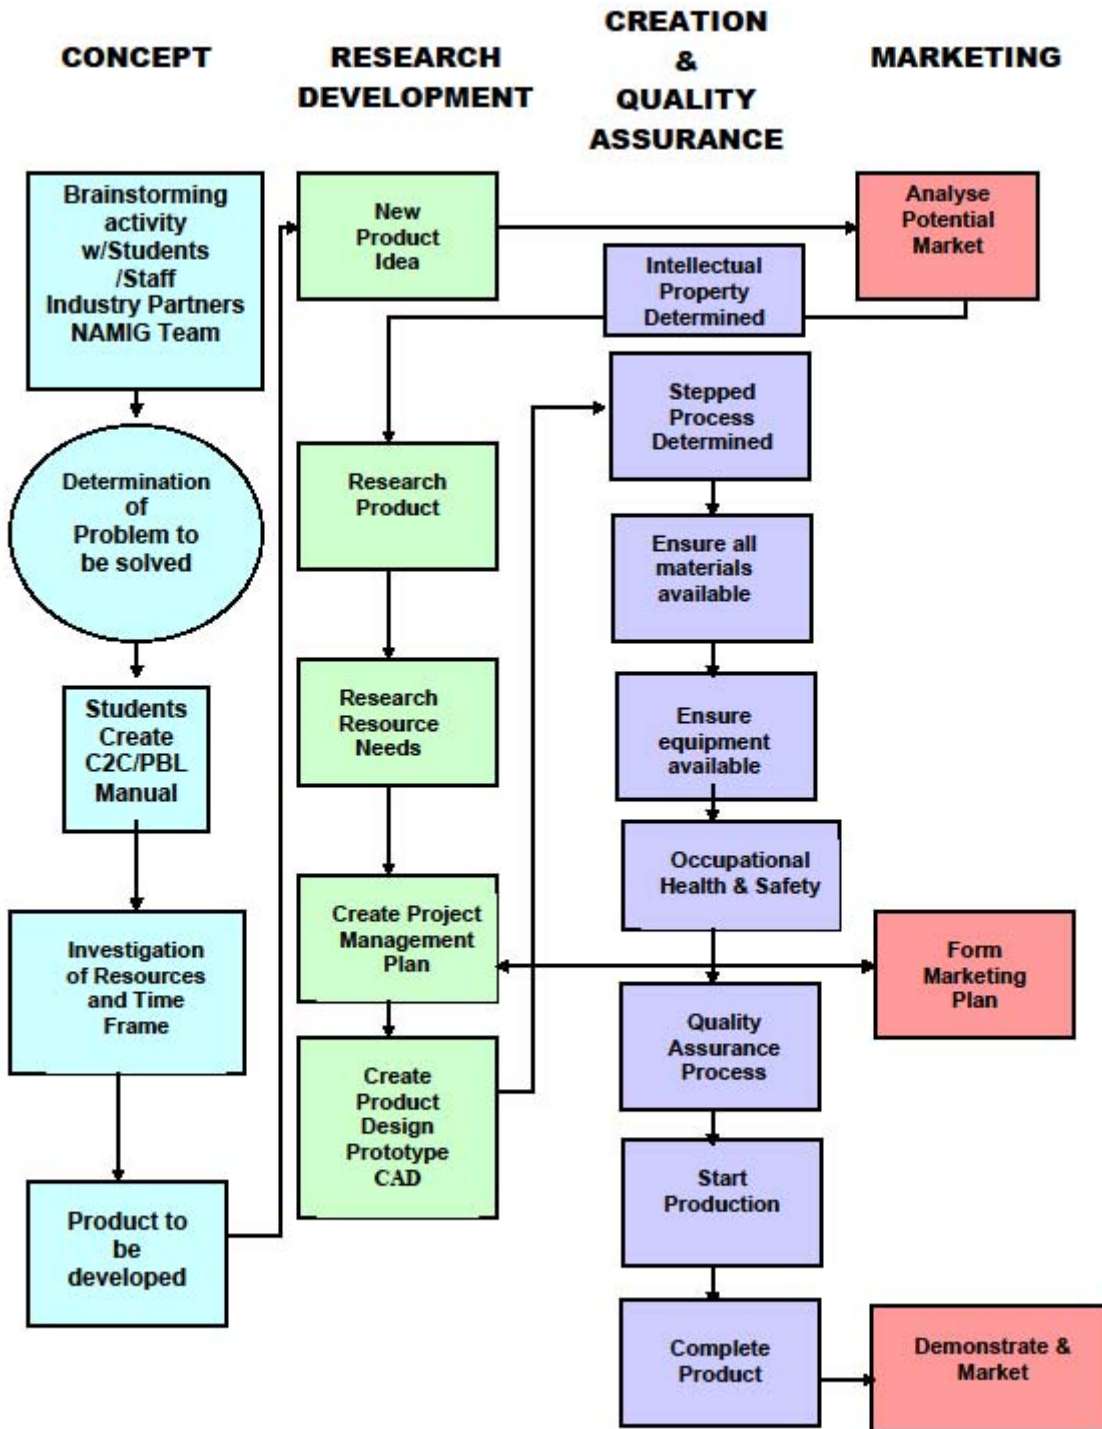 CONCEPT
RESEARCH
DEVELOPMENT
CREATION
&
QUALITY
ASSURANCE
MARKETING
Brainstorming
activity
w/Students
/Staff
Industry Partners
NAMIG Team
Determination
of
Problem to
be solved
Students
Create
C2C/PBL
Manual
Investigation
of Resources
and Time
Frame
Product to
be
developed
New
Product
Idea
Research
Product
Research
Resource
Needs
Create Project
Management
Plan
Create
Product
Design
Prototype
CAD
Intellectual
Property
Determined
Stepped
Process
Determined
Ensure all
materials
available
Ensure
equipment
available
Occupational
Health & Safety
Quality
Assurance
Process
Start
Production
Complete
Product
Analyse
Potential
Market
Form
Marketing
Plan
Demonstrate &
Market